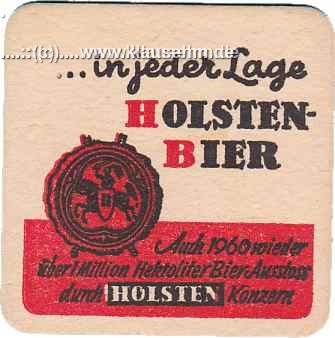 ....::(c)....www.klausehm.de........
...in jeder Lage
HOLSTEN-
BIER
Auch 1960 wieder
über 1 Million Hektoliter Bier Ausstoss
durch HOLSTEN Konzern